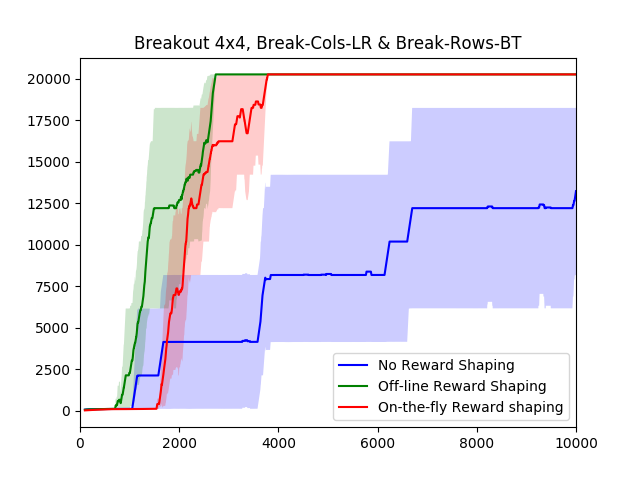 Breakout 4x4, Break-Cols-LR & Break-Rows-BT
20000
17500
15000
12500
10000
7500
5000
2500
0
No Reward Shaping
Off-line Reward Shaping
On-the-fly Reward shaping
0 2000 4000 6000 8000 10000